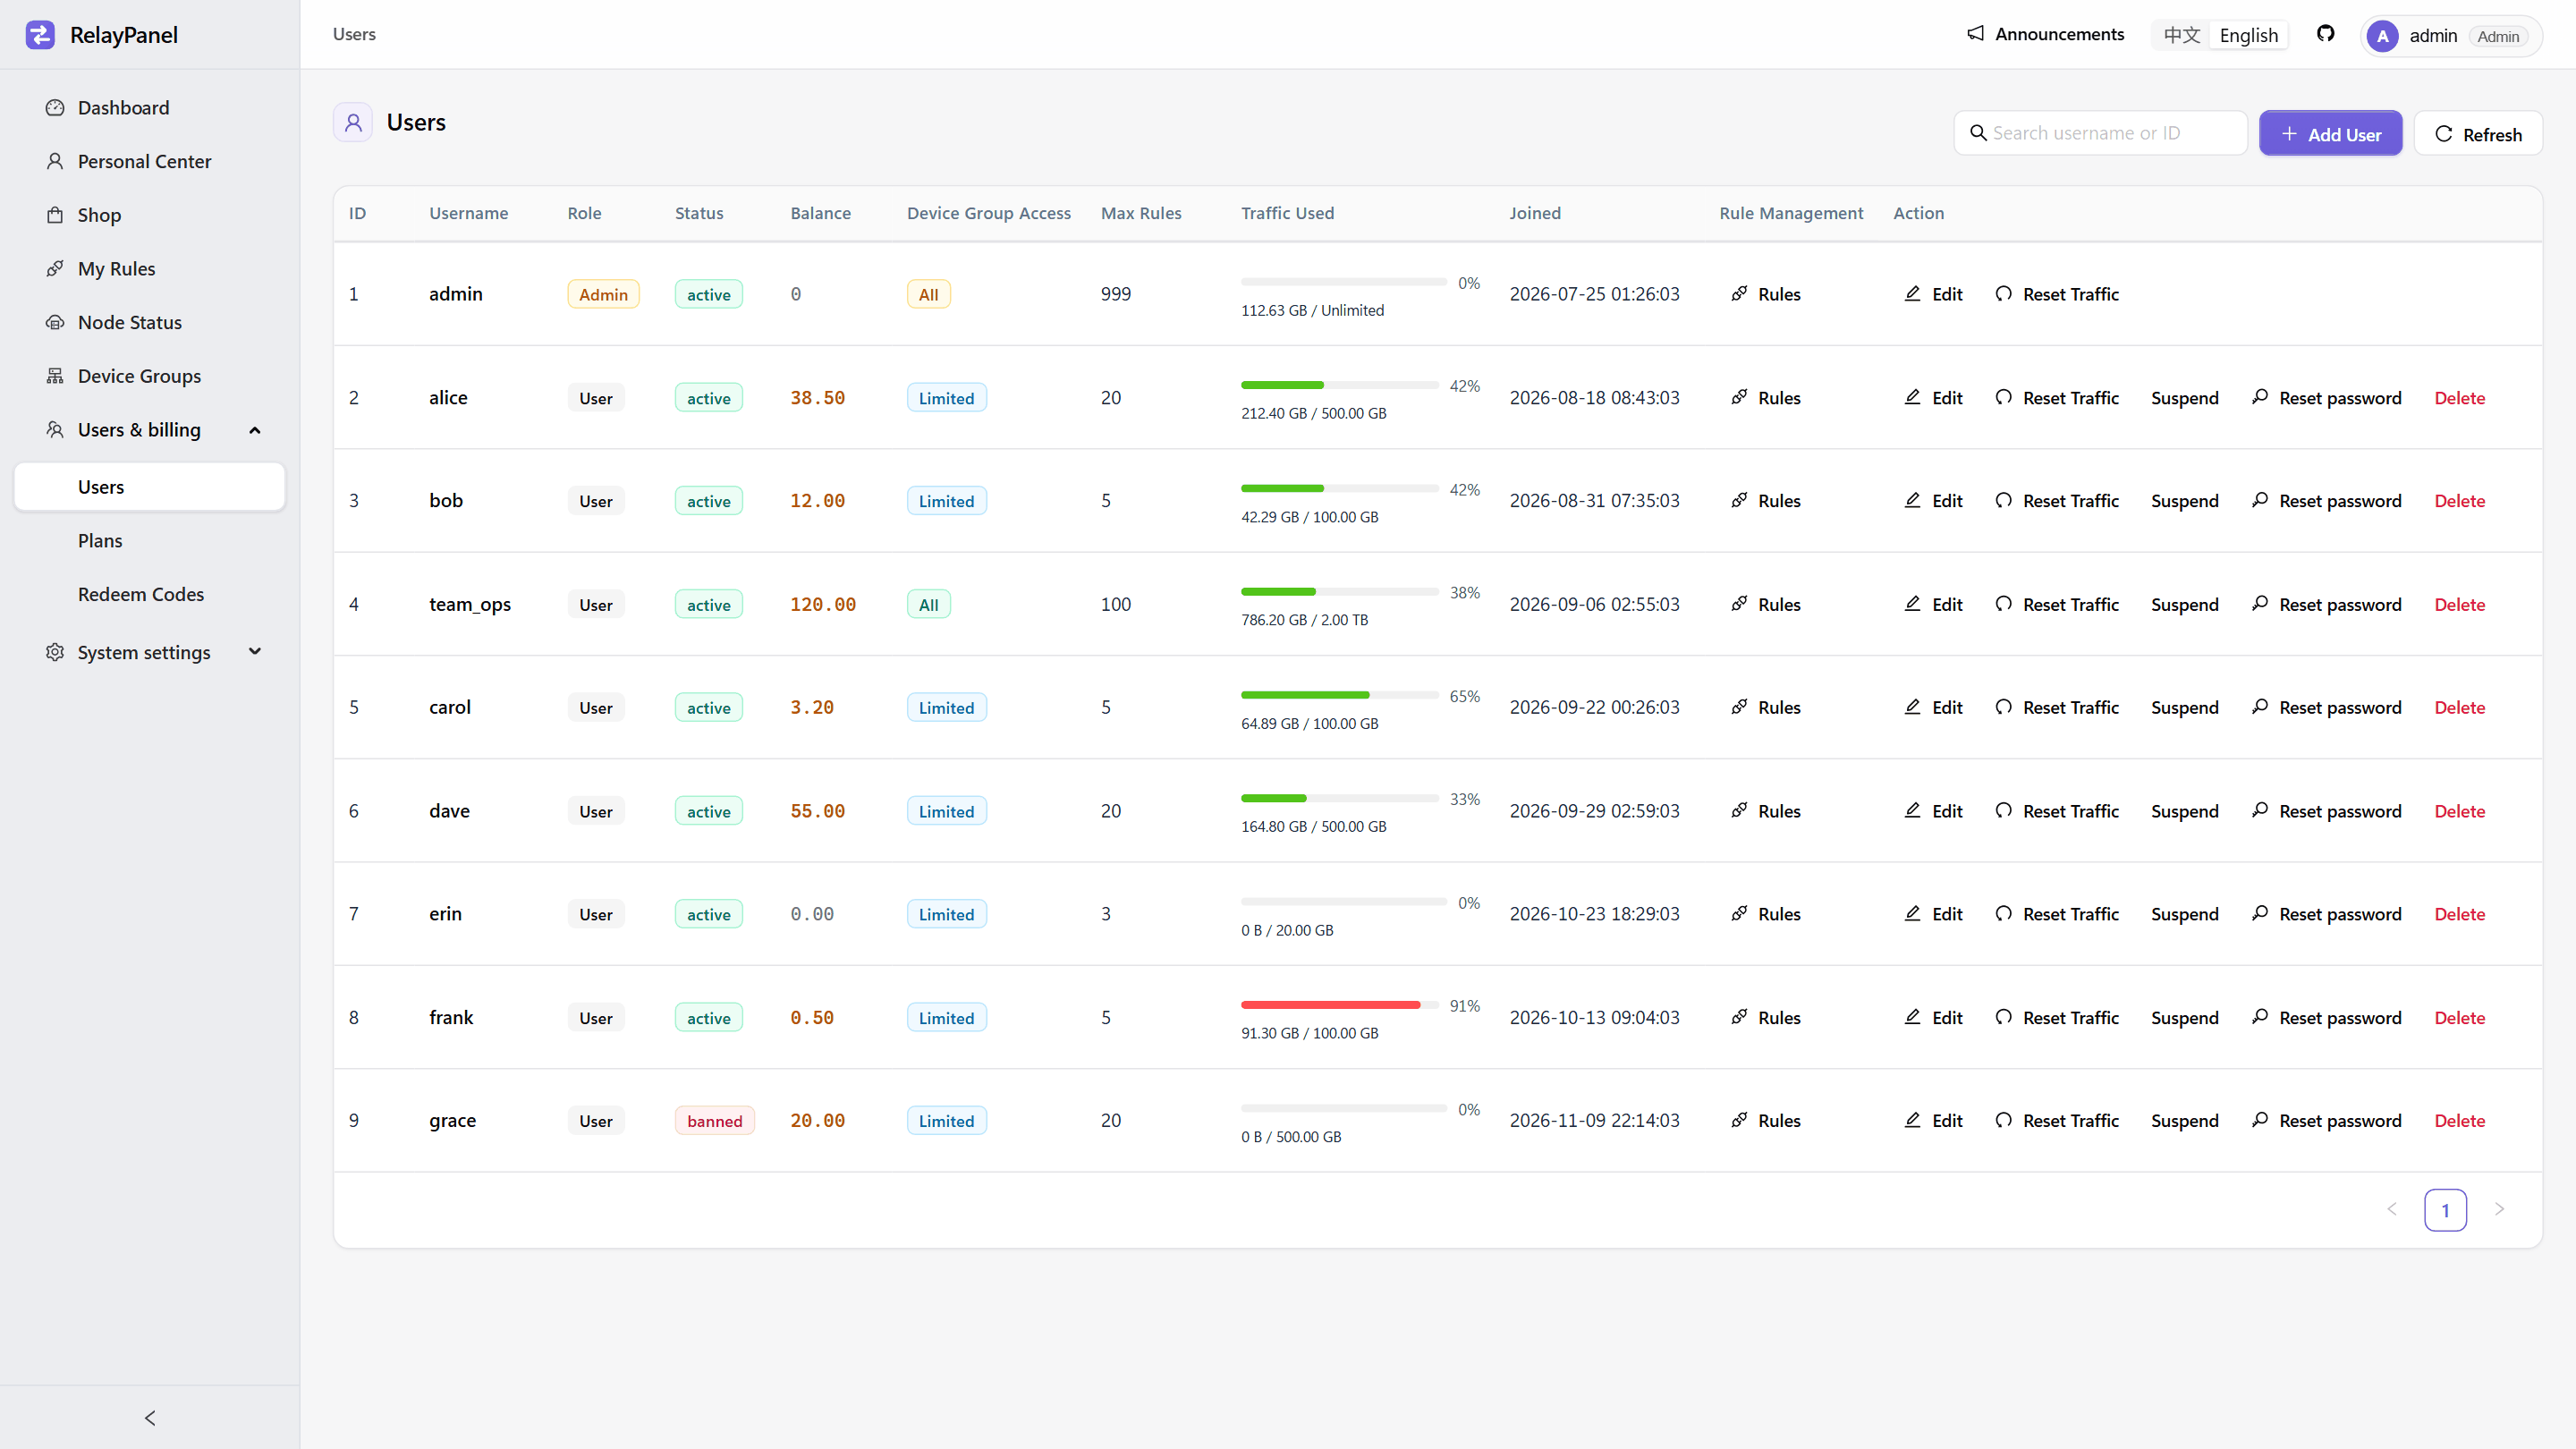 RelayPanel
Users
Announcements
中文 English
A admin Admin
Dashboard
Personal Center
Shop
My Rules
Node Status
Device Groups
Users & billing
Users
Plans
Redeem Codes
System settings
Users
Search username or ID
Add User
Refresh
ID Username Role Status Balance Device Group Access Max Rules Traffic Used Joined Rule Management Action
1 admin Admin active 0 All 999 0% 2026-07-25 01:26:03 Rules Edit Reset Traffic
112.63 GB / Unlimited
2 alice User active 38.50 Limited 20 42% 2026-08-18 08:43:03 Rules Edit Reset Traffic Suspend Reset password Delete
212.40 GB / 500.00 GB
3 bob User active 12.00 Limited 5 42% 2026-08-31 07:35:03 Rules Edit Reset Traffic Suspend Reset password Delete
42.29 GB / 100.00 GB
4 team_ops User active 120.00 All 100 38% 2026-09-06 02:55:03 Rules Edit Reset Traffic Suspend Reset password Delete
786.20 GB / 2.00 TB
5 carol User active 3.20 Limited 5 65% 2026-09-22 00:26:03 Rules Edit Reset Traffic Suspend Reset password Delete
64.89 GB / 100.00 GB
6 dave User active 55.00 Limited 20 33% 2026-09-29 02:59:03 Rules Edit Reset Traffic Suspend Reset password Delete
164.80 GB / 500.00 GB
7 erin User active 0.00 Limited 3 0% 2026-10-23 18:29:03 Rules Edit Reset Traffic Suspend Reset password Delete
0 B / 20.00 GB
8 frank User active 0.50 Limited 5 91% 2026-10-13 09:04:03 Rules Edit Reset Traffic Suspend Reset password Delete
91.30 GB / 100.00 GB
9 grace User banned 20.00 Limited 20 0% 2026-11-09 22:14:03 Rules Edit Reset Traffic Suspend Reset password Delete
0 B / 500.00 GB
1